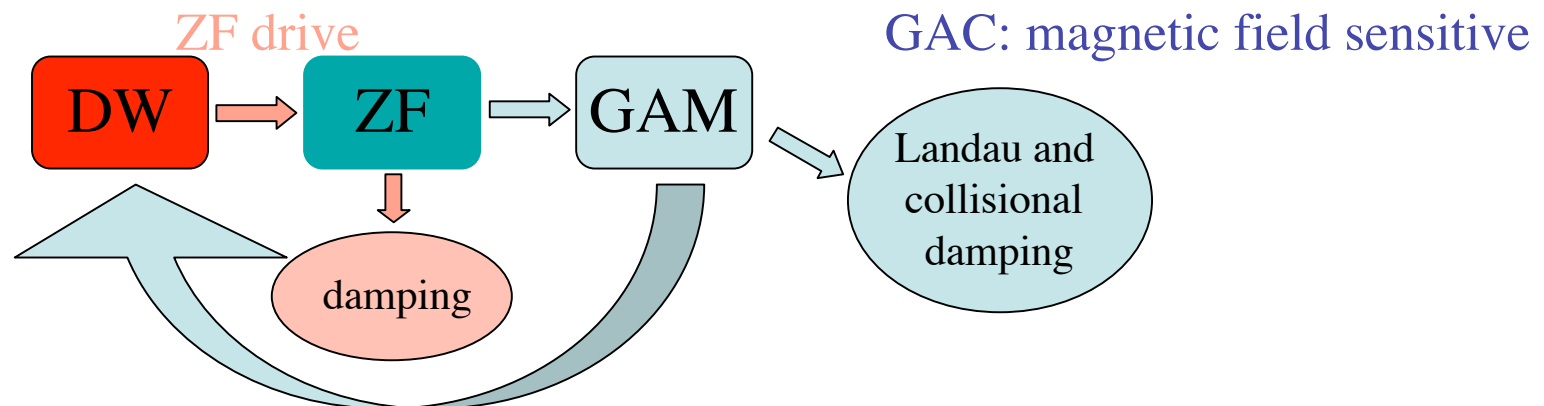 ZF drive
GAC: magnetic field sensitive
DW
ZF
GAM
Landau and
collisional
damping
damping